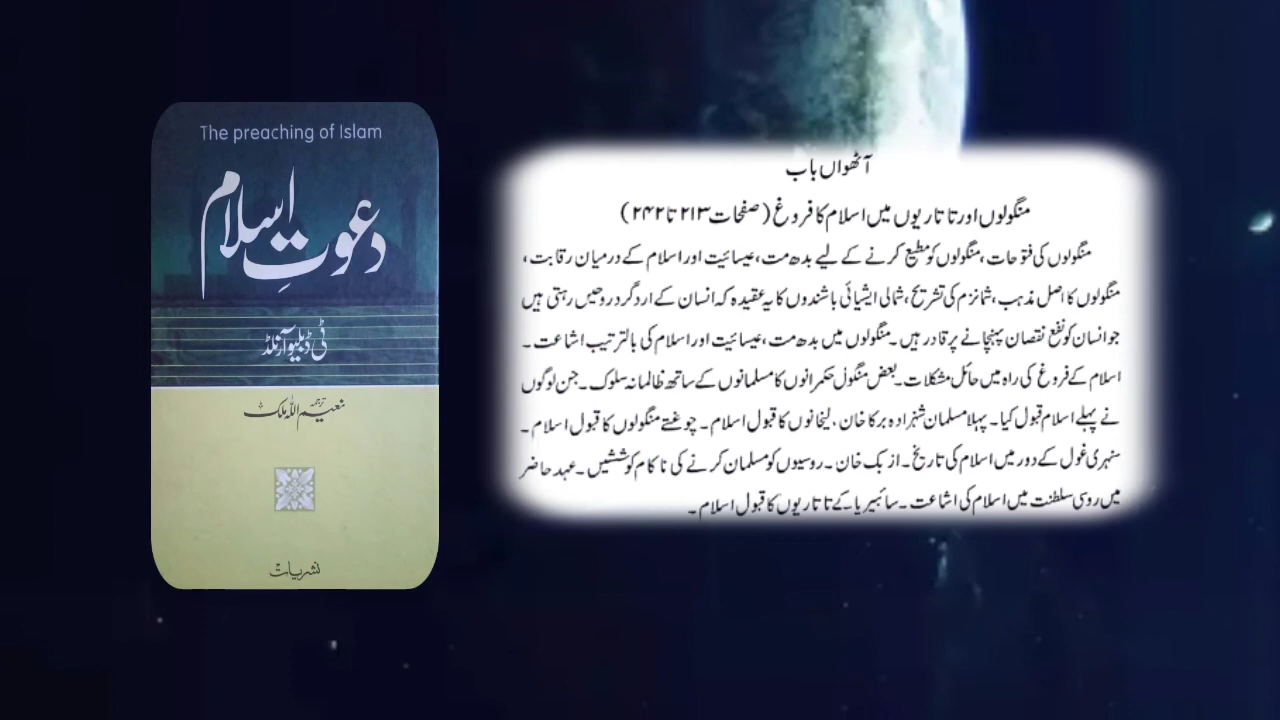 The preaching of Islam
دعوتِ اسلام
ٹی ڈبلیو آرنلڈ
ترجمہ
نعیم اللہ ملک
نشریات
آٹھواں باب
منگولوں اور تاتاریوں میں اسلام کا فروغ (صفحات ۲۱۳ تا ۲۴۲)
منگولوں کی فتوحات، منگولوں کو مطیع کرنے کے لیے بدھ مت، عیسائیت اور اسلام کے درمیان رقابت،
منگولوں کا اصل مذہب، شمانزم کی تشریح، شمالی ایشیائی باشندوں کا یہ عقیدہ کہ انسان کے ارد گرد روحیں رہتی ہیں
جو انسان کو نفع نقصان پہنچانے پر قادر ہیں۔ منگولوں میں بدھ مت، عیسائیت اور اسلام کی بالترتیب اشاعت۔
اسلام کے فروغ کی راہ میں حائل مشکلات۔ بعض منگول حکمرانوں کا مسلمانوں کے ساتھ ظالمانہ سلوک۔ جن لوگوں
نے پہلے اسلام قبول کیا۔ پہلا مسلمان شہزادہ برکا خان، لیخانوں کا قبول اسلام۔ چوغتے منگولوں کا قبول اسلام۔
سنہری غول کے دور میں اسلام کی تاریخ۔ ازبک خان۔ روسیوں کو مسلمان کرنے کی ناکام کوششیں۔ عہد حاضر
میں روسی سلطنت میں اسلام کی اشاعت۔ سائبیریا کے تاتاریوں کا قبول اسلام۔